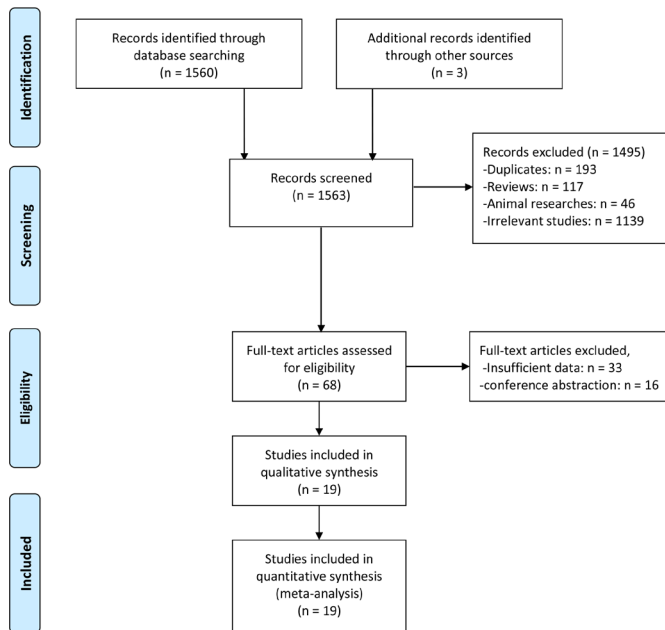 Identification
Records identified through
database searching
(n = 1560)
Additional records identified
through other sources
(n = 3)
Screening
Records screened
(n = 1563)
Records excluded (n = 1495)
-Duplicates: n = 193
-Reviews: n = 117
-Animal researches: n = 46
-Irrelevant studies: n = 1139
Eligibility
Full-text articles assessed
for eligibility
(n = 68)
Full-text articles excluded,
-Insufficient data: n = 33
-conference abstraction: n = 16
Studies included in
qualitative synthesis
(n = 19)
Included
Studies included in
quantitative synthesis
(meta-analysis)
(n = 19)